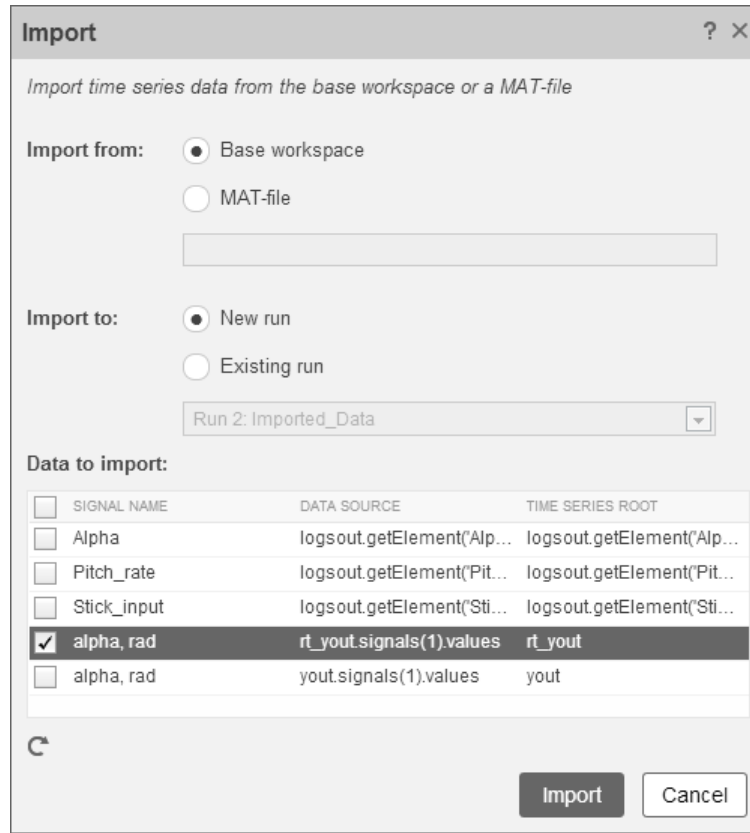 Import ? ×
Import time series data from the base workspace or a MAT-file
Import from: Base workspace
MAT-file
Import to: New run
Existing run
Run 2: Imported_Data
Data to import:
SIGNAL NAME DATA SOURCE TIME SERIES ROOT
Alpha logsout.getElement('Alp... logsout.getElement('Alp...
Pitch_rate logsout.getElement('Pit... logsout.getElement('Pit...
Stick_input logsout.getElement('Sti... logsout.getElement('Sti...
alpha, rad rt_yout.signals(1).values rt_yout
alpha, rad yout.signals(1).values yout
Import Cancel